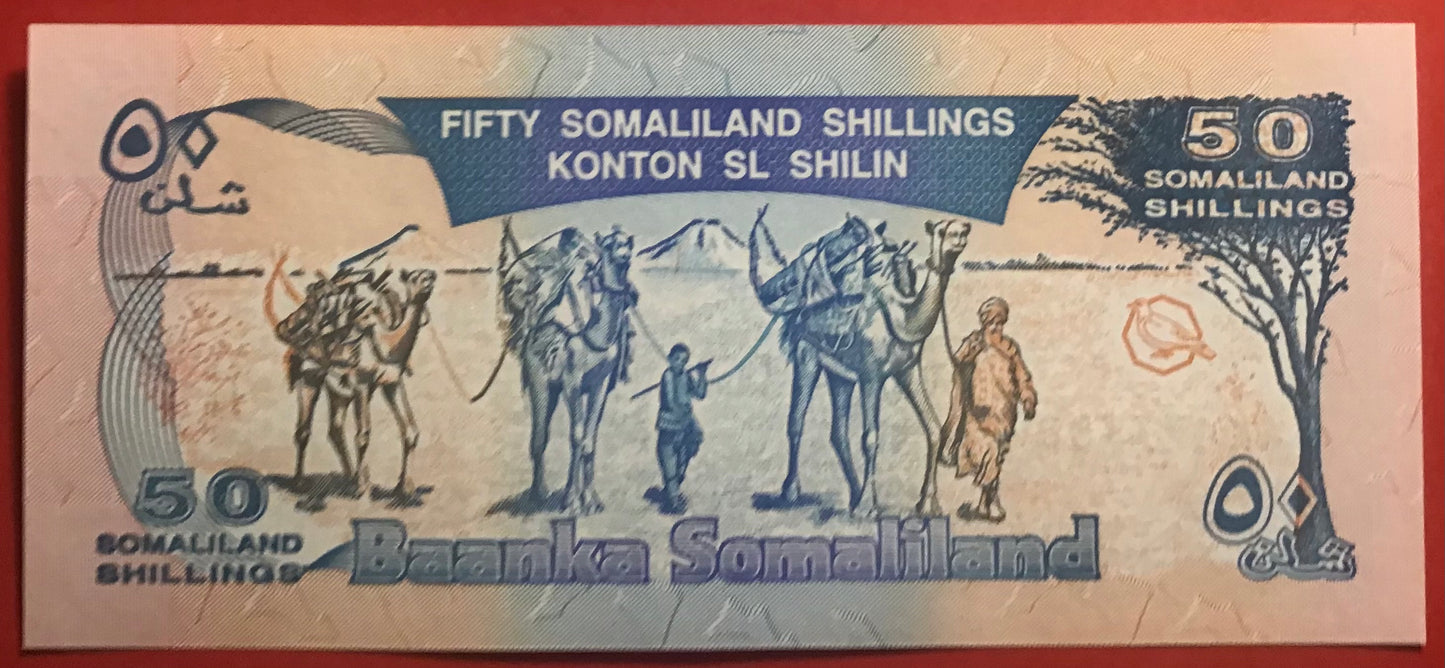 FIFTY SOMALILAND SHILLINGS
KONTON SL SHILIN
٥٠
شلن
50
SOMALILAND
SHILLINGS
50
SOMALILAND
SHILLINGS
Baanka Somaliland
٥٠
شلن